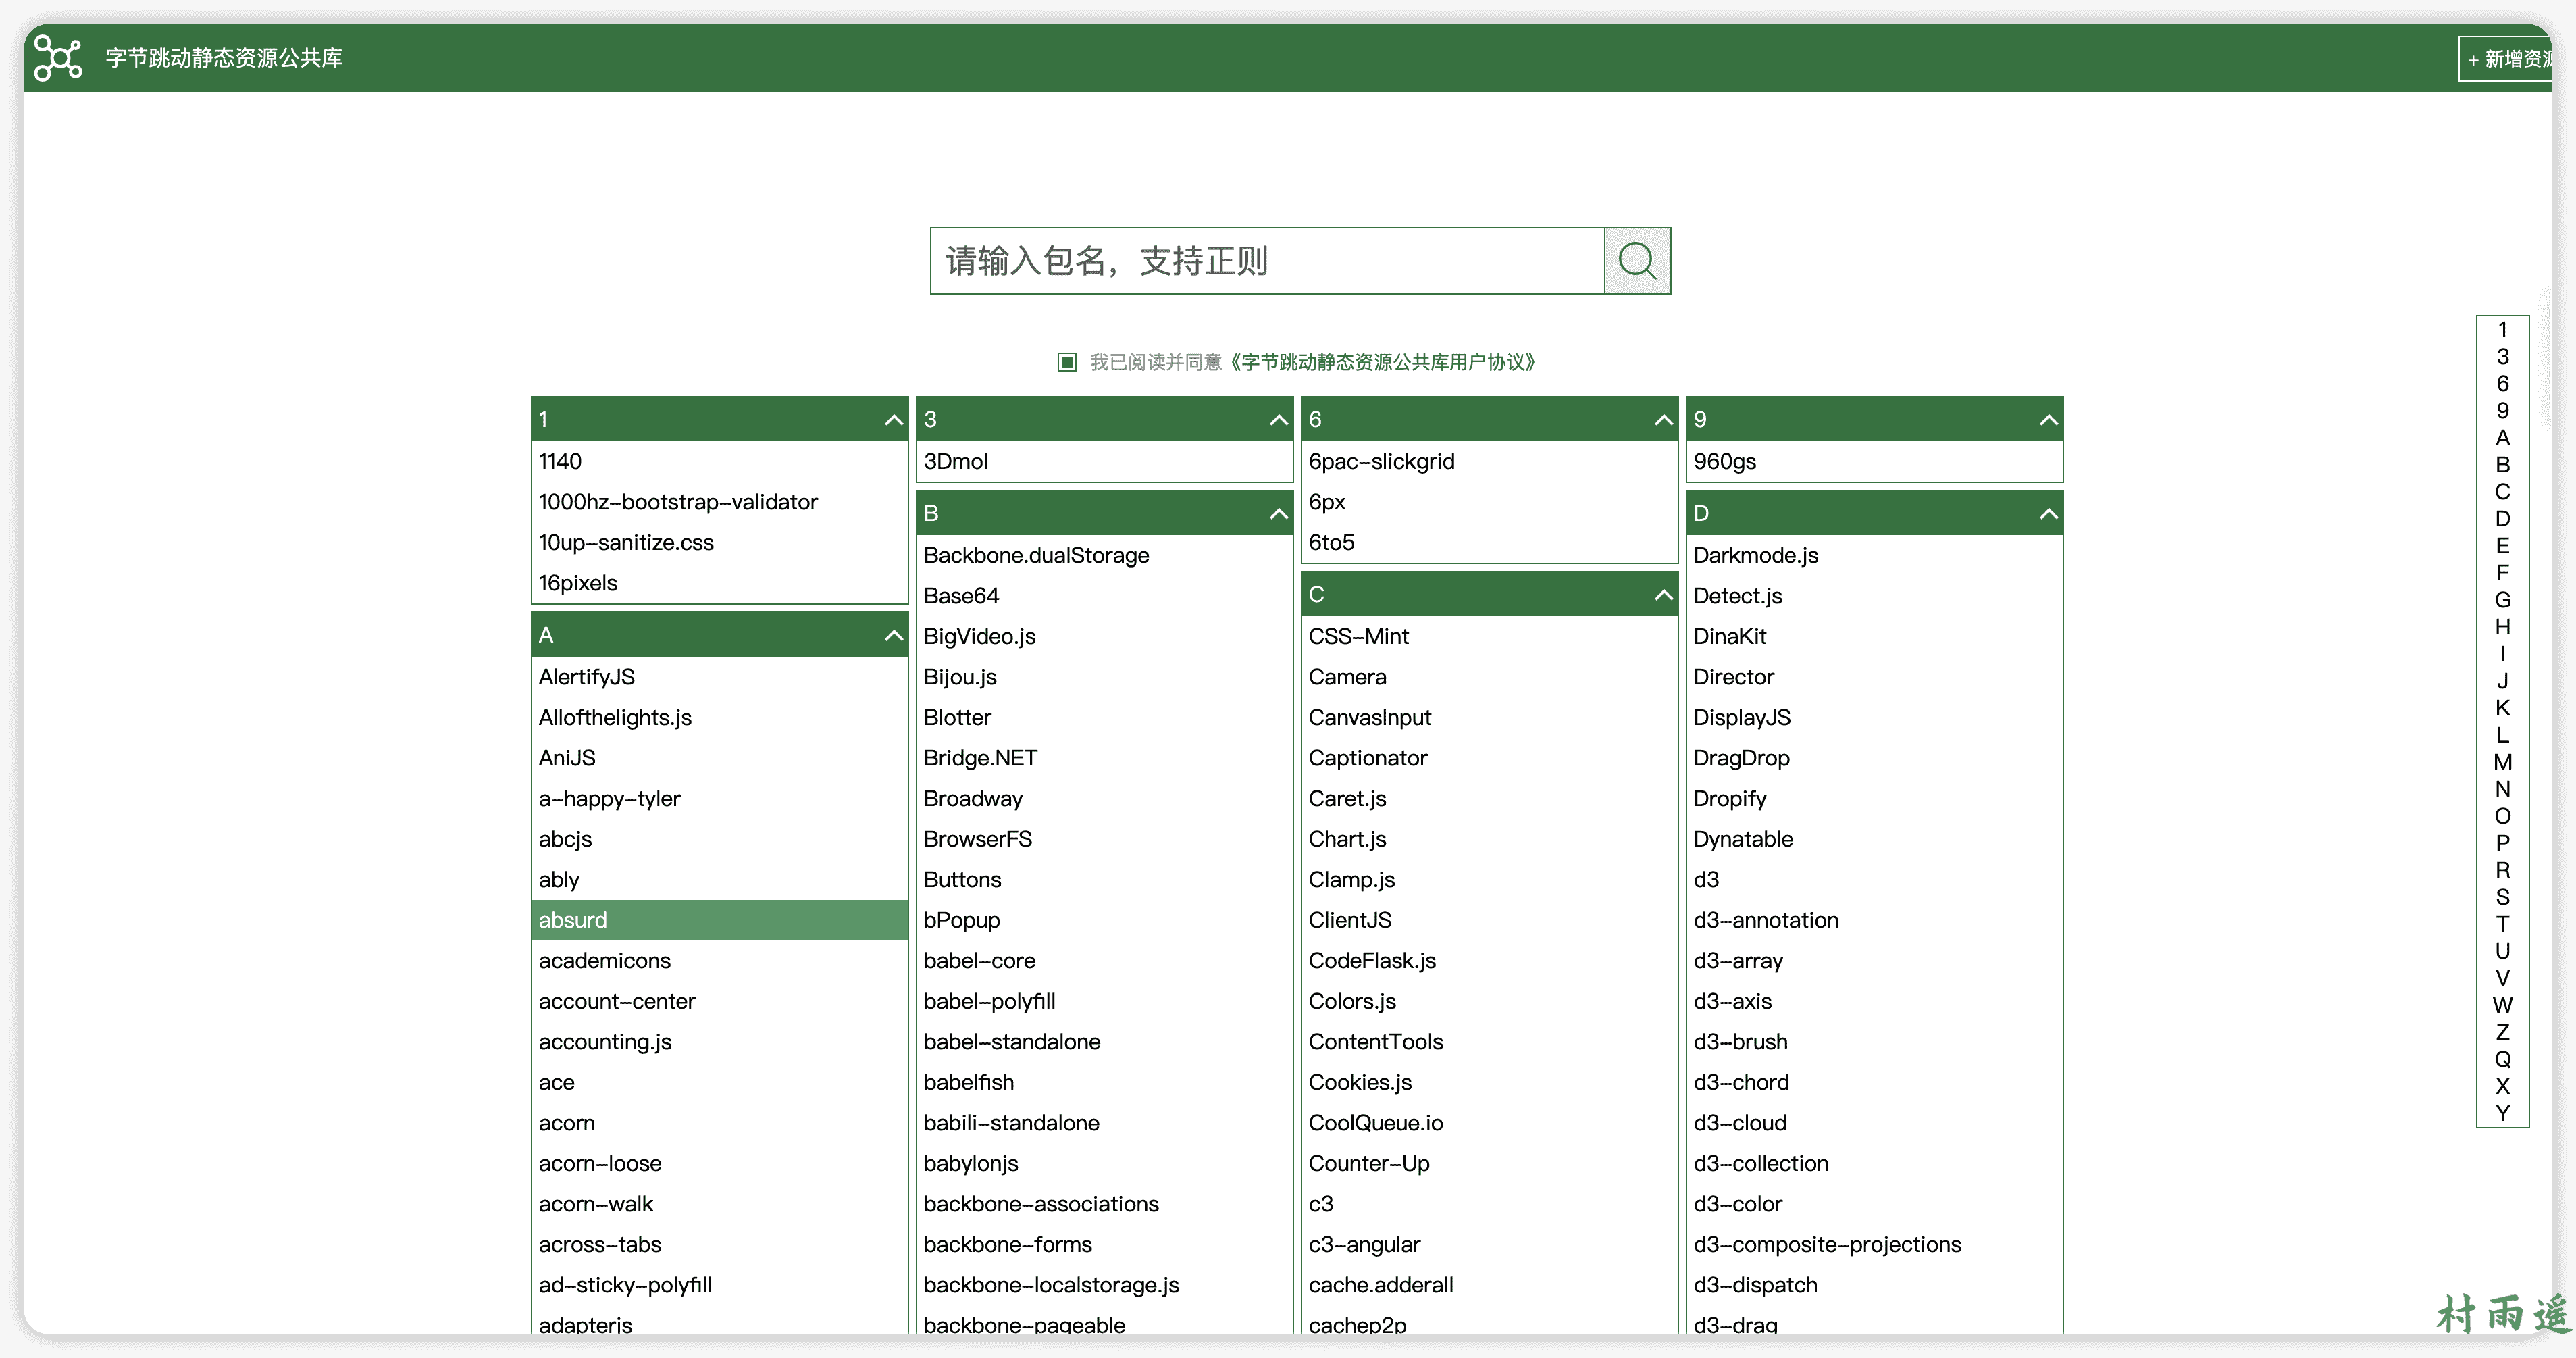 字节跳动静态资源公共库
+ 新增资源
请输入包名，支持正则
我已阅读并同意《字节跳动静态资源公共库用户协议》
1
1140
1000hz-bootstrap-validator
10up-sanitize.css
16pixels
A
AlertifyJS
Allofthelights.js
AniJS
a-happy-tyler
abcjs
ably
absurd
academicons
account-center
accounting.js
ace
acorn
acorn-loose
acorn-walk
across-tabs
ad-sticky-polyfill
adapterjs
3
3Dmol
B
Backbone.dualStorage
Base64
BigVideo.js
Bijou.js
Blotter
Bridge.NET
Broadway
BrowserFS
Buttons
bPopup
babel-core
babel-polyfill
babel-standalone
babelfish
babili-standalone
babylonjs
backbone-associations
backbone-forms
backbone-localstorage.js
backbone-pageable
6
6pac-slickgrid
6px
6to5
C
CSS-Mint
Camera
CanvasInput
Captionator
Caret.js
Chart.js
Clamp.js
ClientJS
CodeFlask.js
Colors.js
ContentTools
Cookies.js
CoolQueue.io
Counter-Up
c3
c3-angular
cache.adderall
cachep2p
9
960gs
D
Darkmode.js
Detect.js
DinaKit
Director
DisplayJS
DragDrop
Dropify
Dynatable
d3
d3-annotation
d3-array
d3-axis
d3-brush
d3-chord
d3-cloud
d3-collection
d3-color
d3-composite-projections
d3-dispatch
d3-drag
1
3
6
9
A
B
C
D
E
F
G
H
I
J
K
L
M
N
O
P
R
S
T
U
V
W
Z
Q
X
Y
村雨遥